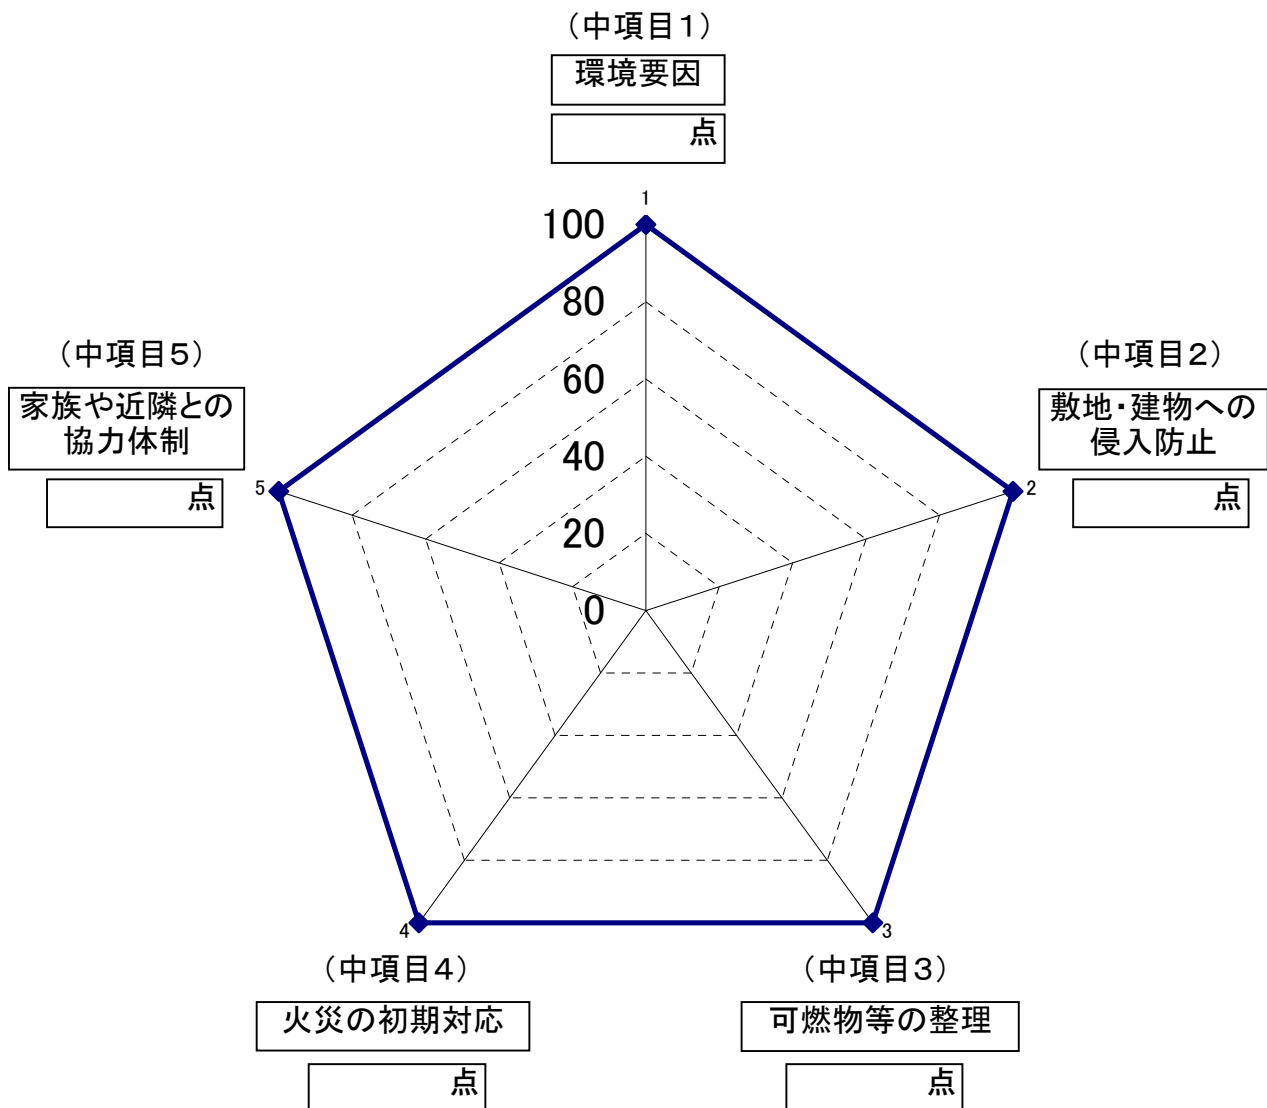 （中項目1）
環境要因
点
1
100
80
60
40
20
0
（中項目2）
敷地・建物への
侵入防止
点
2
（中項目3）
可燃物等の整理
点
3
（中項目4）
火災の初期対応
点
4
（中項目5）
家族や近隣との
協力体制
点
5